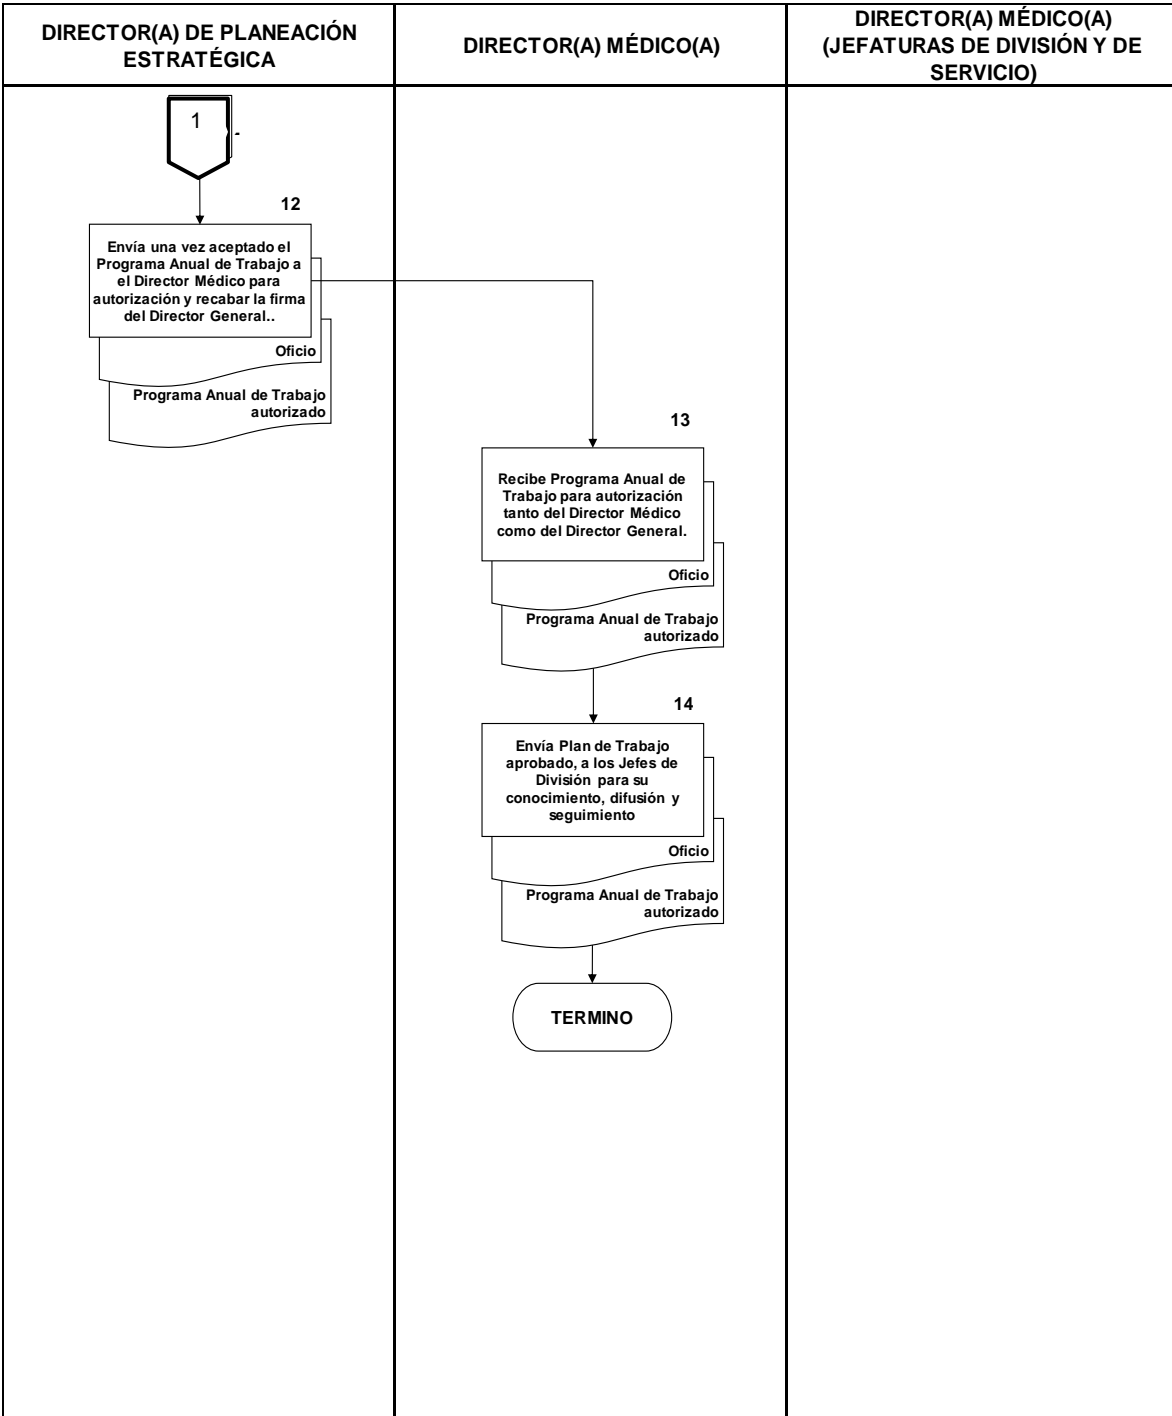 DIRECTOR(A) DE PLANEACIÓN
ESTRATÉGICA
DIRECTOR(A) MÉDICO(A)
DIRECTOR(A) MÉDICO(A)
(JEFATURAS DE DIVISIÓN Y DE
SERVICIO)
1
12
Envía una vez aceptado el
Programa Anual de Trabajo a
el Director Médico para
autorización y recabar la firma
del Director General..
Oficio
Programa Anual de Trabajo
autorizado
13
Recibe Programa Anual de
Trabajo para autorización
tanto del Director Médico
como del Director General.
Oficio
Programa Anual de Trabajo
autorizado
14
Envía Plan de Trabajo
aprobado, a los Jefes de
División para su
conocimiento, difusión y
seguimiento
Oficio
Programa Anual de Trabajo
autorizado
TERMINO